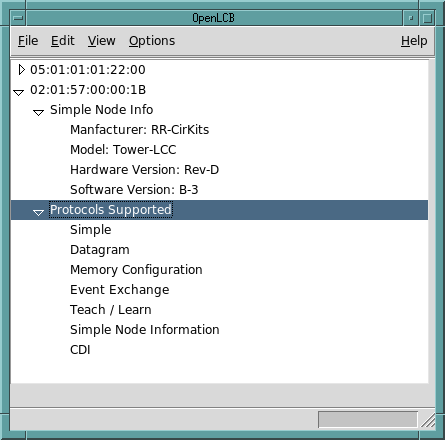 OpenLCB
File Edit View Options Help
05:01:01:01:22:00
02:01:57:00:00:1B
Simple Node Info
Manfacturer: RR-CirKits
Model: Tower-LCC
Hardware Version: Rev-D
Software Version: B-3
Protocols Supported
Simple
Datagram
Memory Configuration
Event Exchange
Teach / Learn
Simple Node Information
CDI